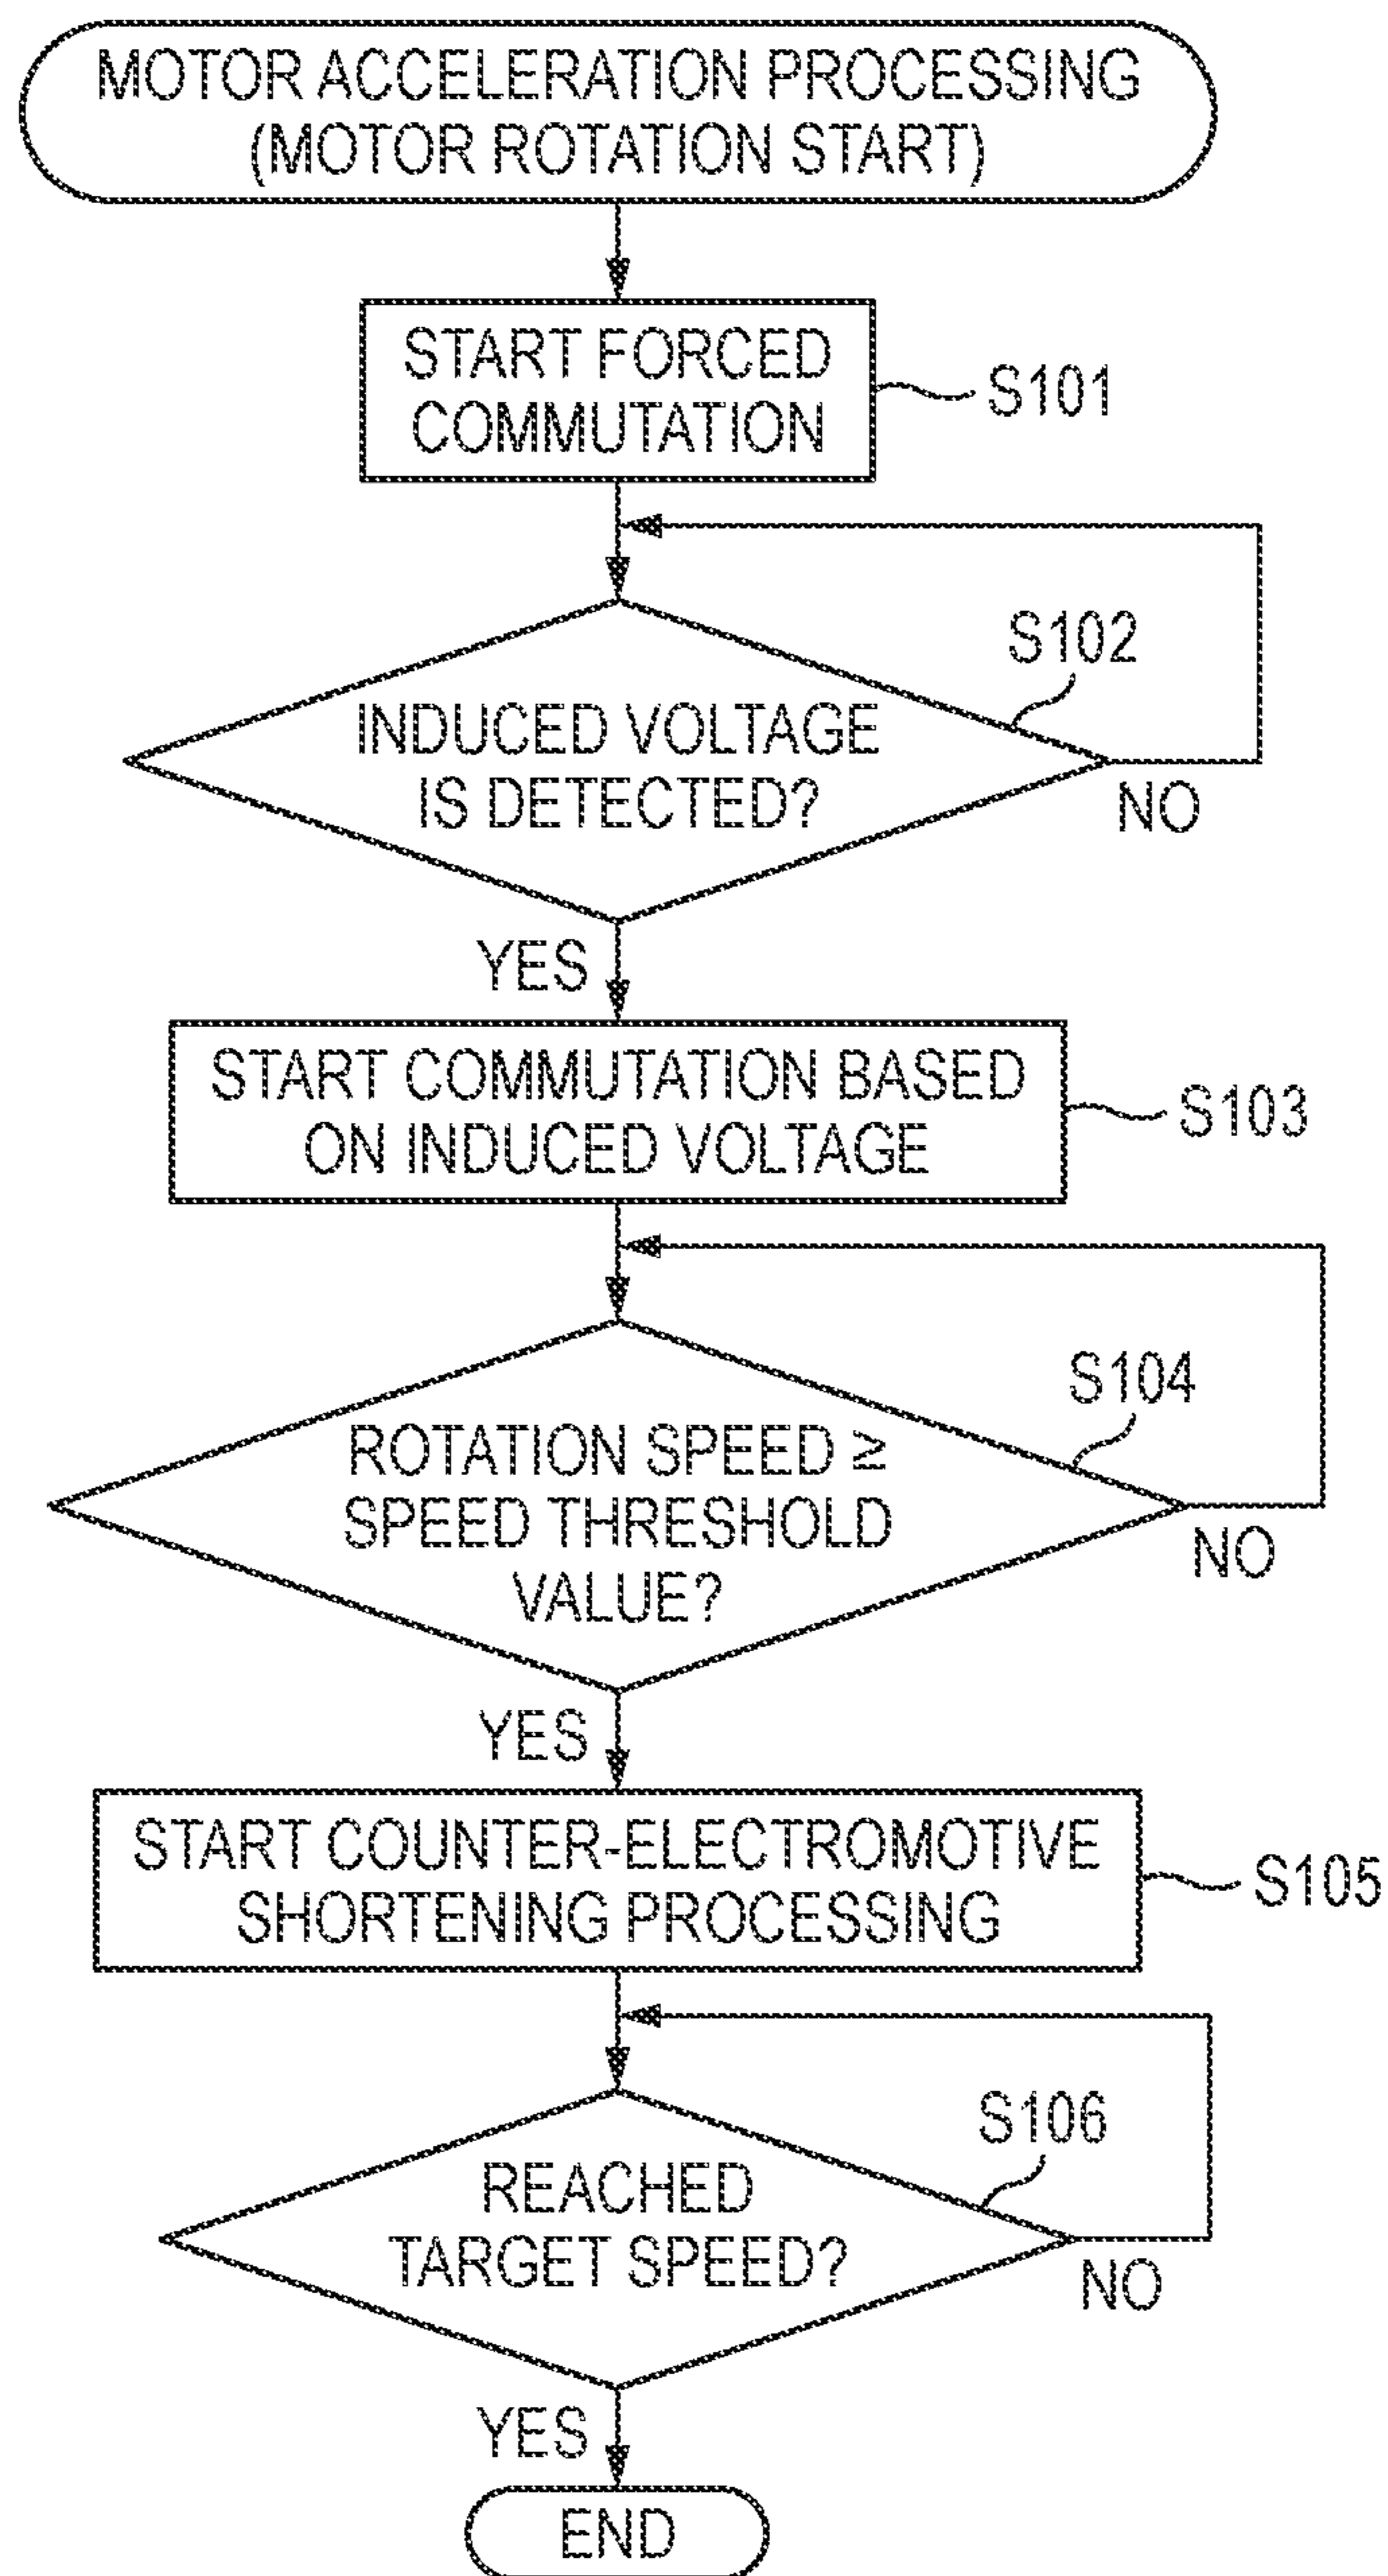 MOTOR ACCELERATION PROCESSING
(MOTOR ROTATION START)
START FORCED
COMMUTATION
S101
S102
INDUCED VOLTAGE
IS DETECTED?
NO
YES
START COMMUTATION BASED
ON INDUCED VOLTAGE
S103
S104
ROTATION SPEED ≥
SPEED THRESHOLD
VALUE?
NO
YES
START COUNTER-ELECTROMOTIVE
SHORTENING PROCESSING
S105
S106
REACHED
TARGET SPEED?
NO
YES
END